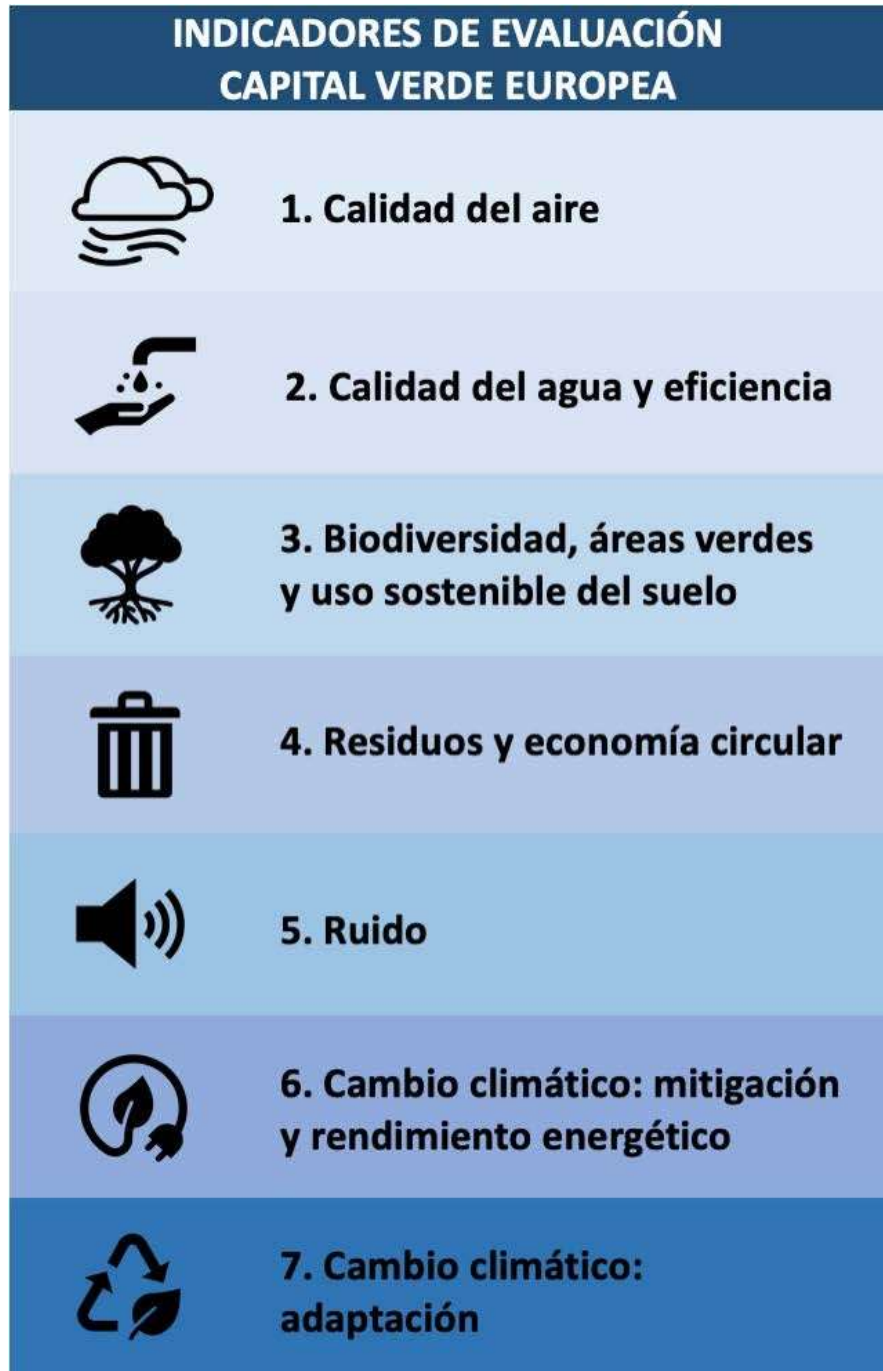 INDICADORES DE EVALUACIÓN
CAPITAL VERDE EUROPEA
1. Calidad del aire
2. Calidad del agua y eficiencia
3. Biodiversidad, áreas verdes
y uso sostenible del suelo
4. Residuos y economía circular
5. Ruido
6. Cambio climático: mitigación
y rendimiento energético
7. Cambio climático:
adaptación